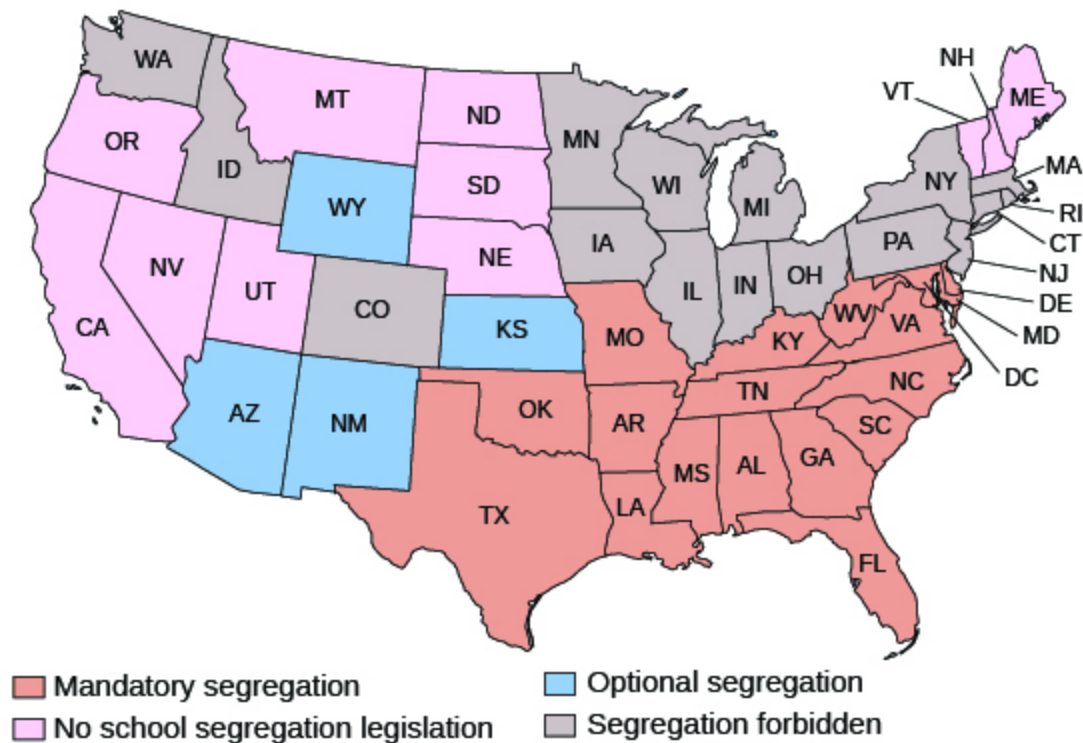 WA
NH
VT
ME
MT
ND
MN
OR
ID
SD
WI
MI
NY
MA
WY
RI
CT
NV
NE
IA
PA
NJ
UT
CO
IL
IN
OH
DE
CA
KS
MO
KY
WV
VA
MD
DC
AZ
NM
OK
AR
TN
NC
SC
MS
AL
GA
TX
LA
FL
Mandatory segregation
Optional segregation
No school segregation legislation
Segregation forbidden